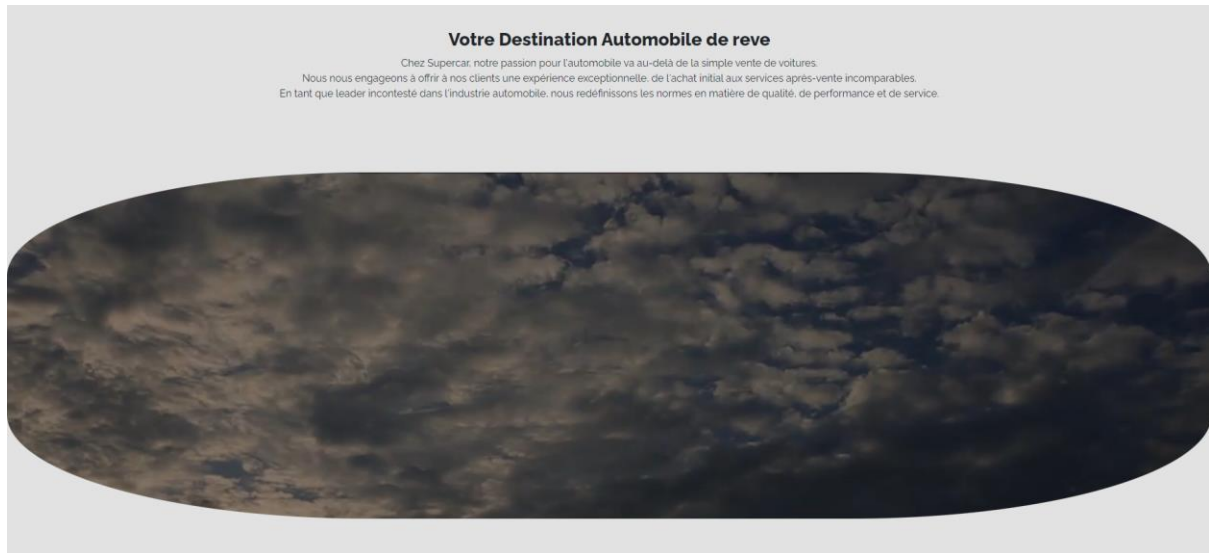 Votre Destination Automobile de reve
Chez Supercar, notre passion pour l'automobile va au-delà de la simple vente de voitures.
Nous nous engageons à offrir à nos clients une expérience exceptionnelle, de l'achat initial aux services après-vente incomparables.
En tant que leader incontesté dans l'industrie automobile, nous redéfinissons les normes en matière de qualité, de performance et de service.